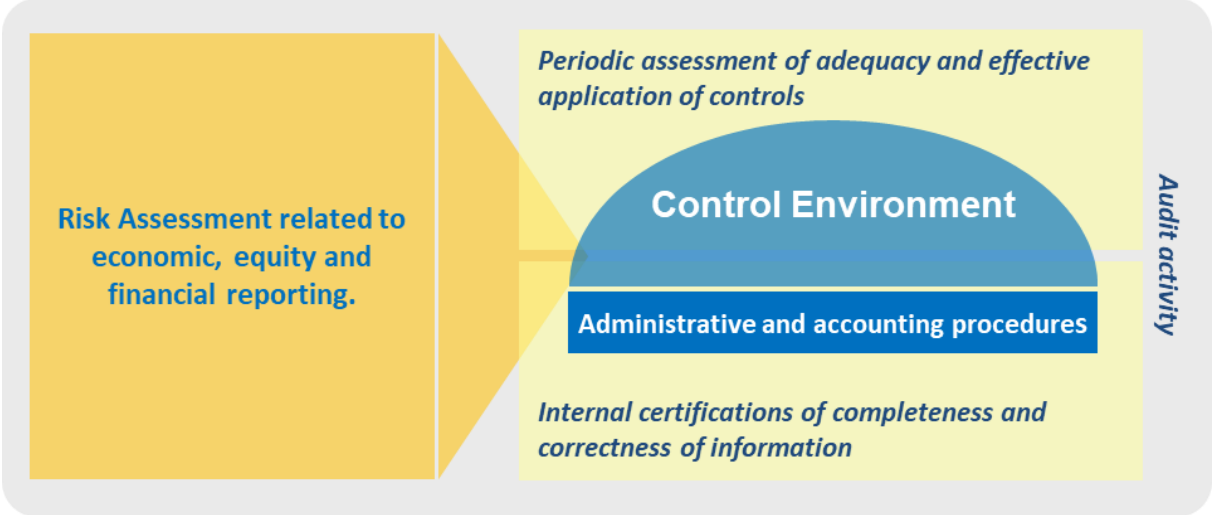 Risk Assessment related to
economic, equity and
financial reporting.
Periodic assessment of adequacy and effective
application of controls
Control Environment
Administrative and accounting procedures
Internal certifications of completeness and
correctness of information
Audit activity